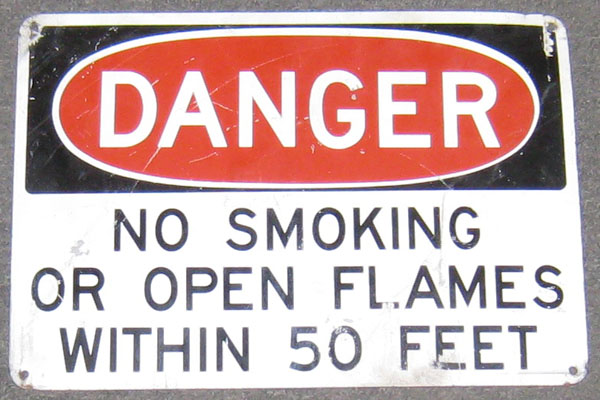 DANGER
NO SMOKING
OR OPEN FLAMES
WITHIN 50 FEET